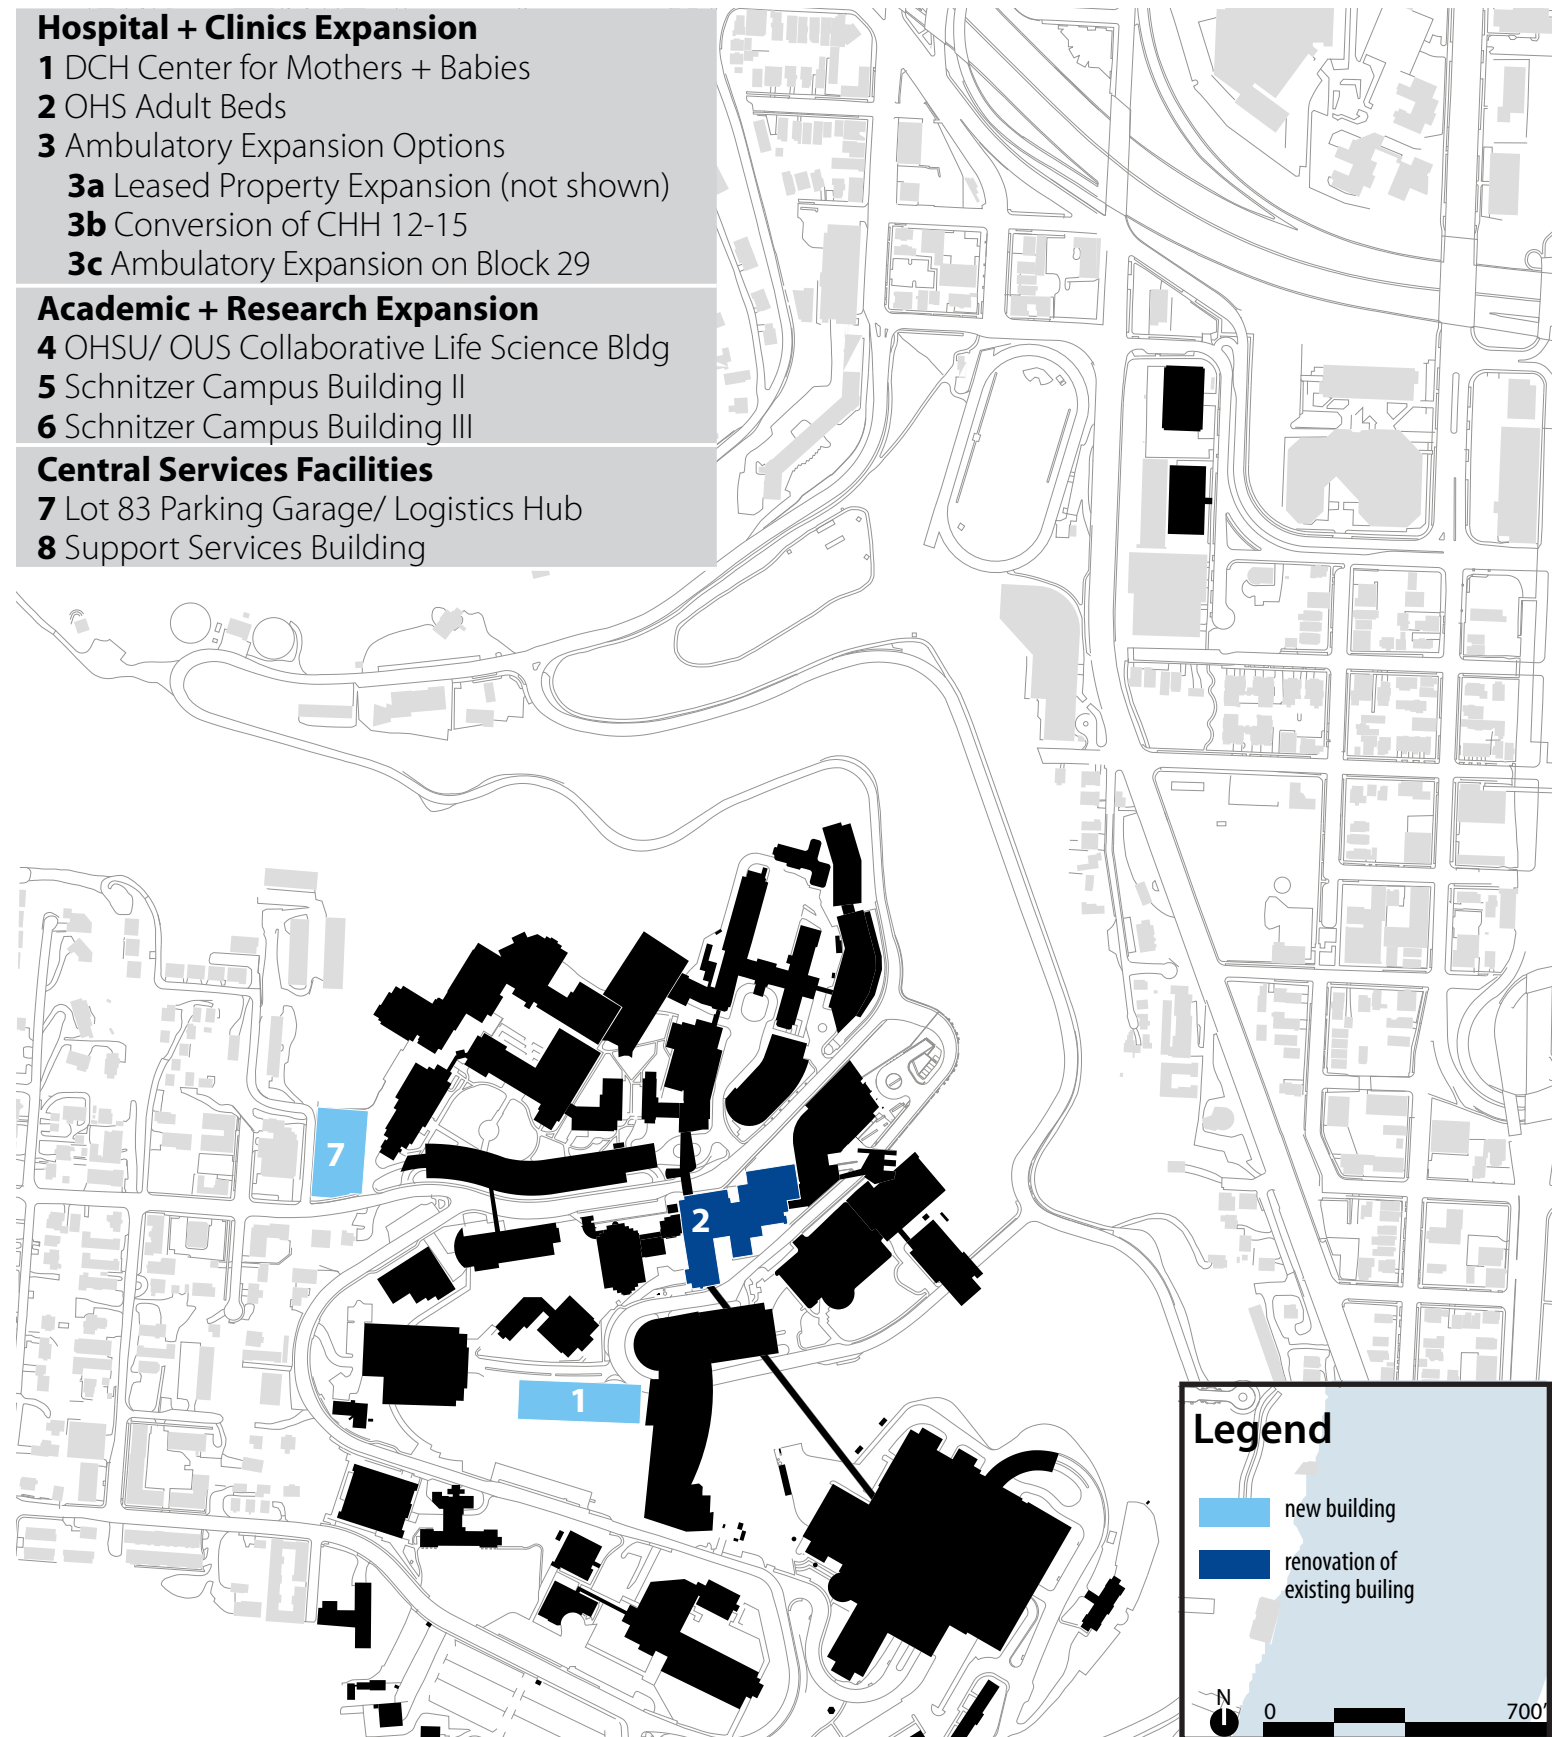 Hospital + Clinics Expansion
1 DCH Center for Mothers + Babies
2 OHS Adult Beds
3 Ambulatory Expansion Options
3a Leased Property Expansion (not shown)
3b Conversion of CHH 12-15
3c Ambulatory Expansion on Block 29
Academic + Research Expansion
4 OHSU/ OUS Collaborative Life Science Bldg
5 Schnitzer Campus Building II
6 Schnitzer Campus Building III
Central Services Facilities
7 Lot 83 Parking Garage/ Logistics Hub
8 Support Services Building
7
2
1
Legend
new building
renovation of
existing builing
N
0 700'